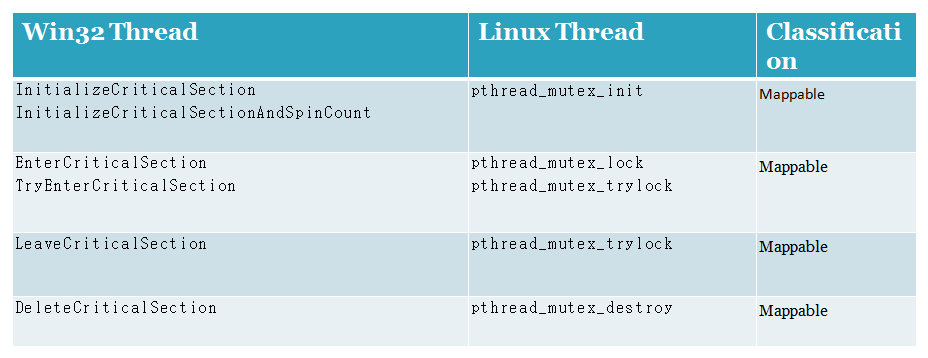 Win32 Thread
Linux Thread
Classificati
on
InitializeCriticalSection
InitializeCriticalSectionAndSpinCount
pthread_mutex_init
Mappable
EnterCriticalSection
TryEnterCriticalSection
pthread_mutex_lock
pthread_mutex_trylock
Mappable
LeaveCriticalSection
pthread_mutex_trylock
Mappable
DeleteCriticalSection
pthread_mutex_destroy
Mappable